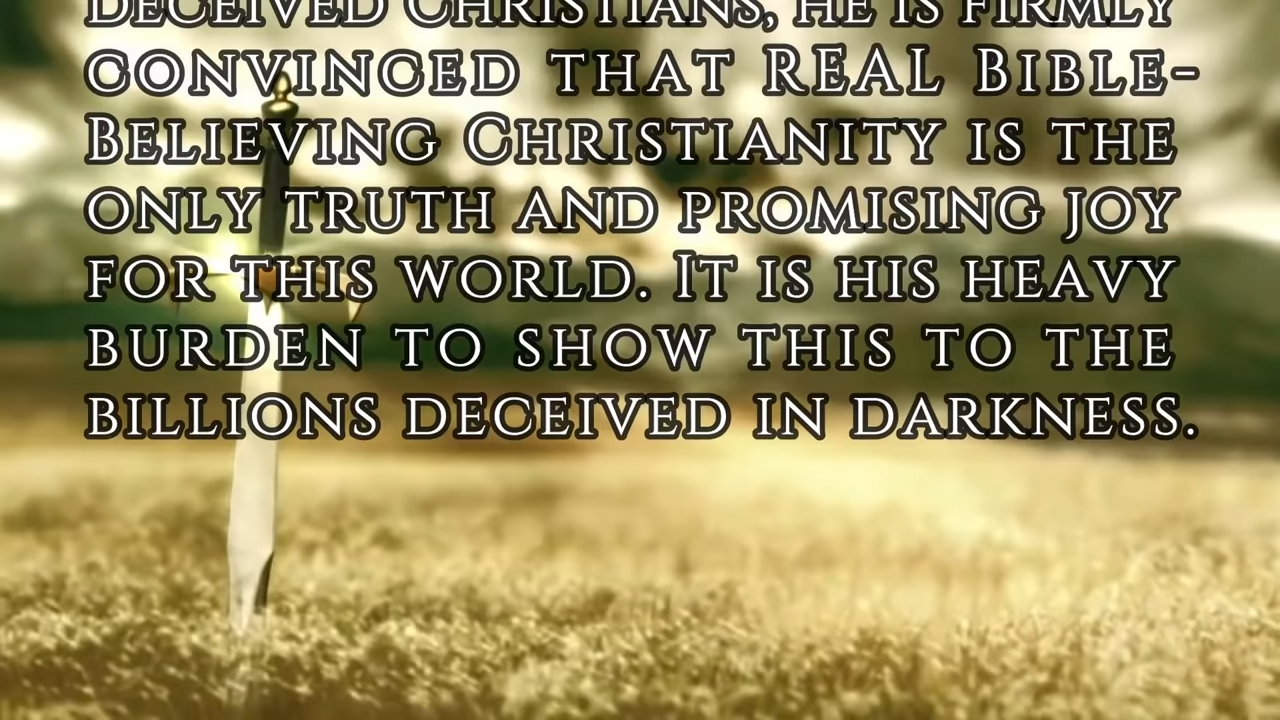 DECEIVED CHRISTIANS, HE IS FIRMLY
CONVINCED THAT REAL BIBLE-
BELIEVING CHRISTIANITY IS THE
ONLY TRUTH AND PROMISING JOY
FOR THIS WORLD. IT IS HIS HEAVY
BURDEN TO SHOW THIS TO THE
BILLIONS DECEIVED IN DARKNESS.